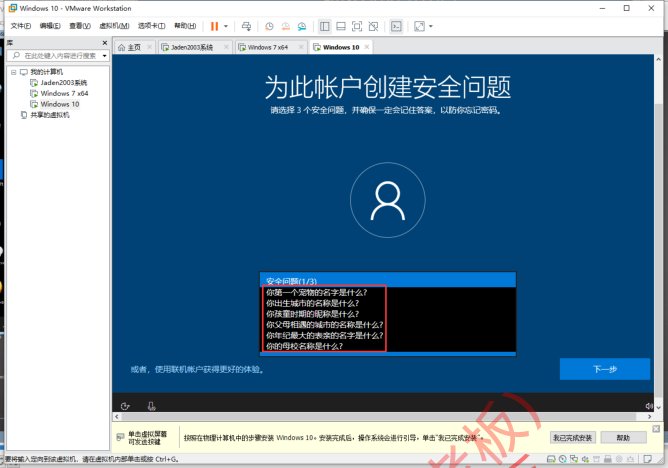 Windows 10 - VMware Workstation
文件(F) 编辑(E) 查看(V) 虚拟机(M) 选项卡(T) 帮助(H)
库
在此处键入内容进行搜索
我的计算机
Jaden2003系统
Windows 7 x64
Windows 10
共享的虚拟机
主页 Jaden2003系统 Windows 7 x64 Windows 10
为此帐户创建安全问题
请选择 3 个安全问题，并确保一定会记住答案，以防你忘记密码。
安全问题(1/3)
你第一个宠物的名字是什么?
你出生城市的名称是什么?
你孩童时期的昵称是什么?
你父母相遇的城市的名称是什么?
你年纪最大的表亲的名字是什么?
你的母校名称是什么?
或者，使用联机帐户获得更好的体验。
下一步
单击虚拟屏幕
可发送按键
按照在物理计算机中的步骤安装 Windows 10。安装完成后，操作系统会进行引导，单击“我已完成安装”。
我已完成安装 帮助
要将输入定向到该虚拟机，请在虚拟机内部单击或按 Ctrl+G。
老板）